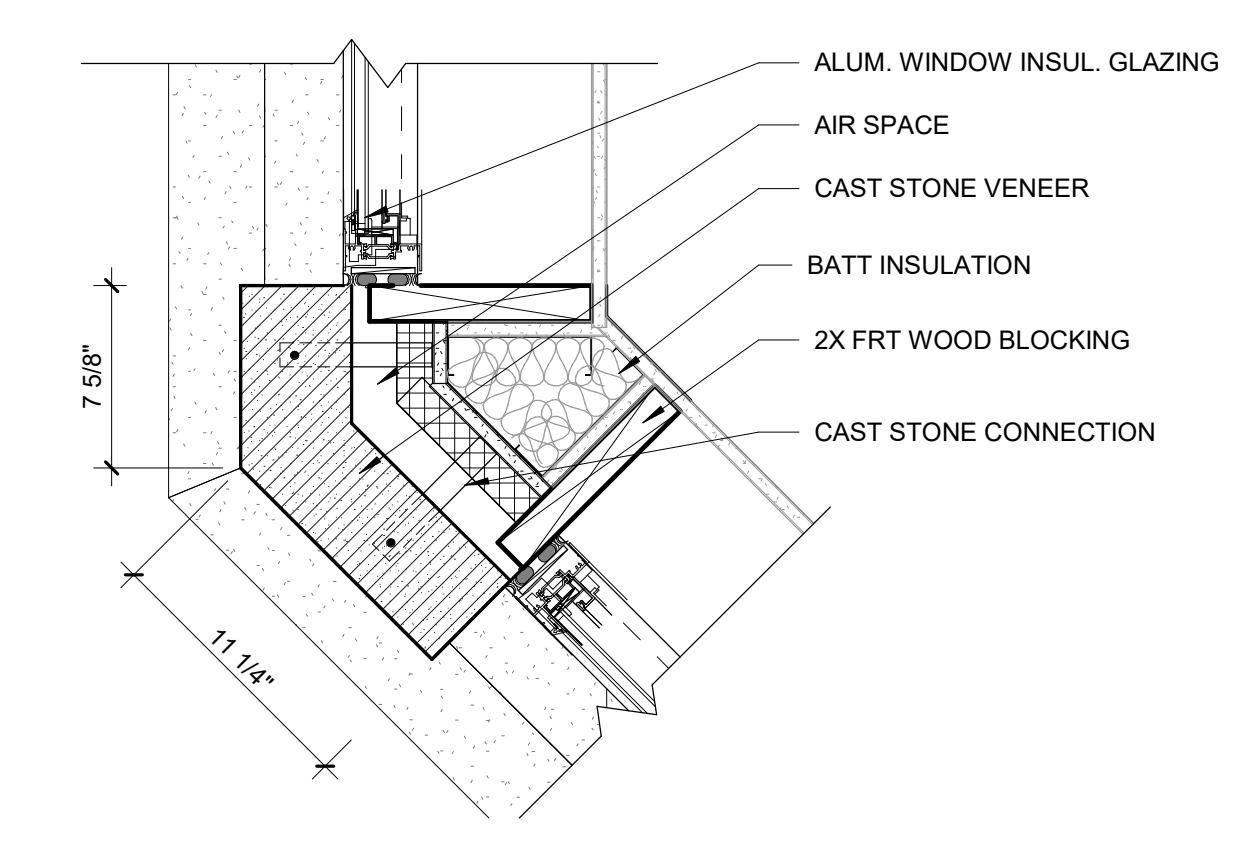 ALUM. WINDOW INSUL. GLAZING
AIR SPACE
CAST STONE VENEER
BATT INSULATION
2X FRT WOOD BLOCKING
CAST STONE CONNECTION
7 5/8"
11 1/4"